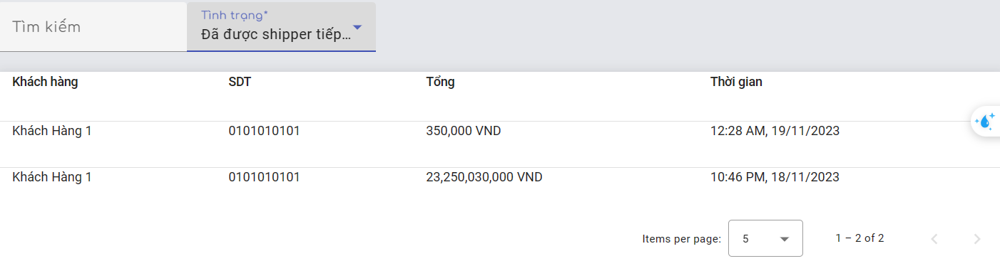 Tìm kiếm
Tình trạng*
Đã được shipper tiếp...
Khách hàng SDT Tổng Thời gian
Khách Hàng 1 0101010101 350,000 VND 12:28 AM, 19/11/2023
Khách Hàng 1 0101010101 23,250,030,000 VND 10:46 PM, 18/11/2023
Items per page: 5 1 – 2 of 2